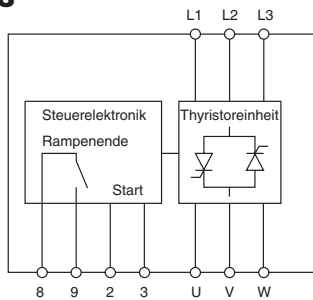 L1 L2 L3
Steuerelektronik Thyristoreinheit
Rampenende
Start
8 9 2 3 U V W